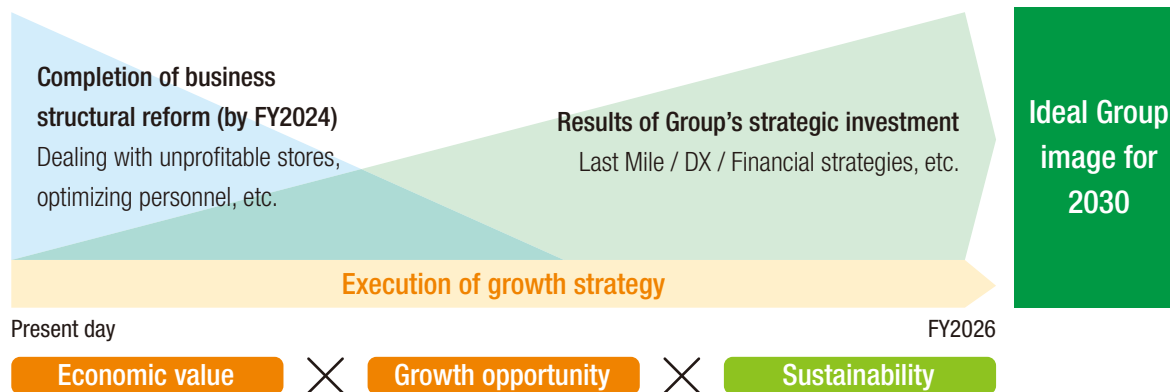 Completion of business
structural reform (by FY2024)
Dealing with unprofitable stores,
optimizing personnel, etc.
Results of Group's strategic investment
Last Mile / DX / Financial strategies, etc.
Ideal Group
image for
2030
Execution of growth strategy
Present day
FY2026
Economic value × Growth opportunity × Sustainability